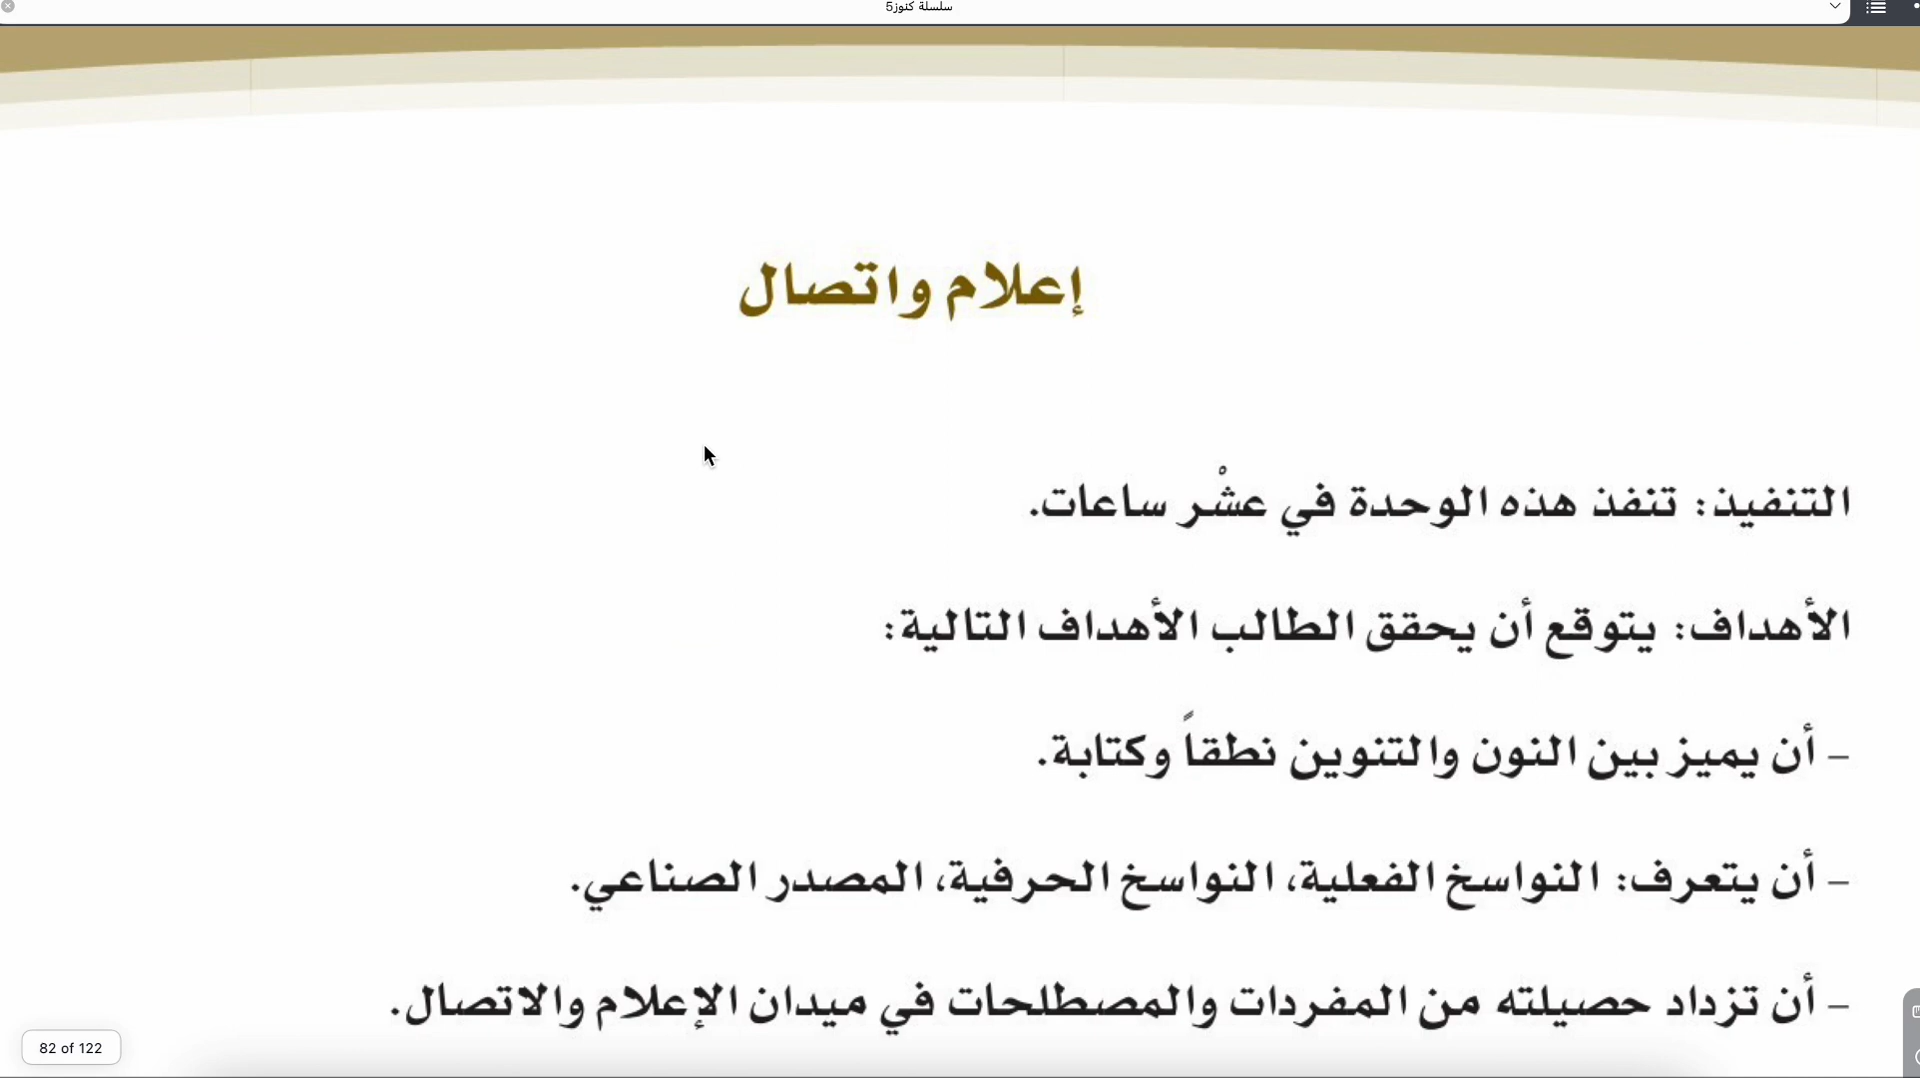 سلسلة كنوز5
إعلام واتصال
التنفيذ: تنفذ هذه الوحدة في عشْر ساعات.
الأهداف: يتوقع أن يحقق الطالب الأهداف التالية:
– أن يميز بين النون والتنوين نطقاً وكتابة.
– أن يتعرف: النواسخ الفعلية، النواسخ الحرفية، المصدر الصناعي.
– أن تزداد حصيلته من المفردات والمصطلحات في ميدان الإعلام والاتصال.
82 of 122